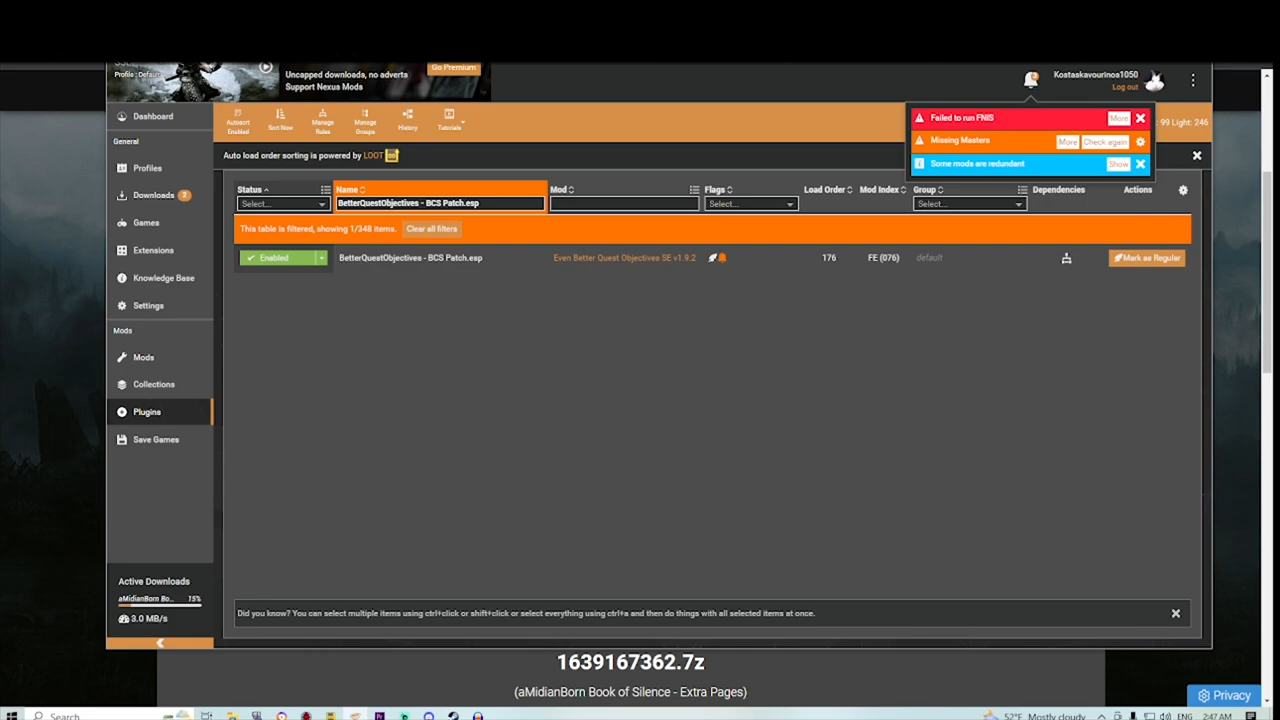 Profile : Default
Uncapped downloads, no adverts
Support Nexus Mods
Go Premium
Kostaskavourinos1050
Log out
Dashboard
General
Profiles
Downloads 2
Games
Extensions
Knowledge Base
Settings
Mods
Mods
Collections
Plugins
Save Games
Active Downloads
aMidianBorn Bo... 15%
3.0 MB/s
Autosort Enabled
Sort Now
Manage Rules
Manage Groups
History
Tutorials
: 99 Light: 246
Failed to run FNIS More
Missing Masters More Check again
Some mods are redundant Show
Auto load order sorting is powered by LOOT
Status Name Mod Flags Load Order Mod Index Group Dependencies Actions
Select... BetterQuestObjectives - BCS Patch.esp Select... Select...
This table is filtered, showing 1/348 items. Clear all filters
Enabled BetterQuestObjectives - BCS Patch.esp Even Better Quest Objectives SE v1.9.2 176 FE (076) default Mark as Regular
Did you know? You can select multiple items using ctrl+click or shift+click or select everything using ctrl+a and then do things with all selected items at once.
1639167362.7z
(aMidianBorn Book of Silence - Extra Pages)
Privacy
Search
52°F Mostly cloudy ENG 2:47 AM